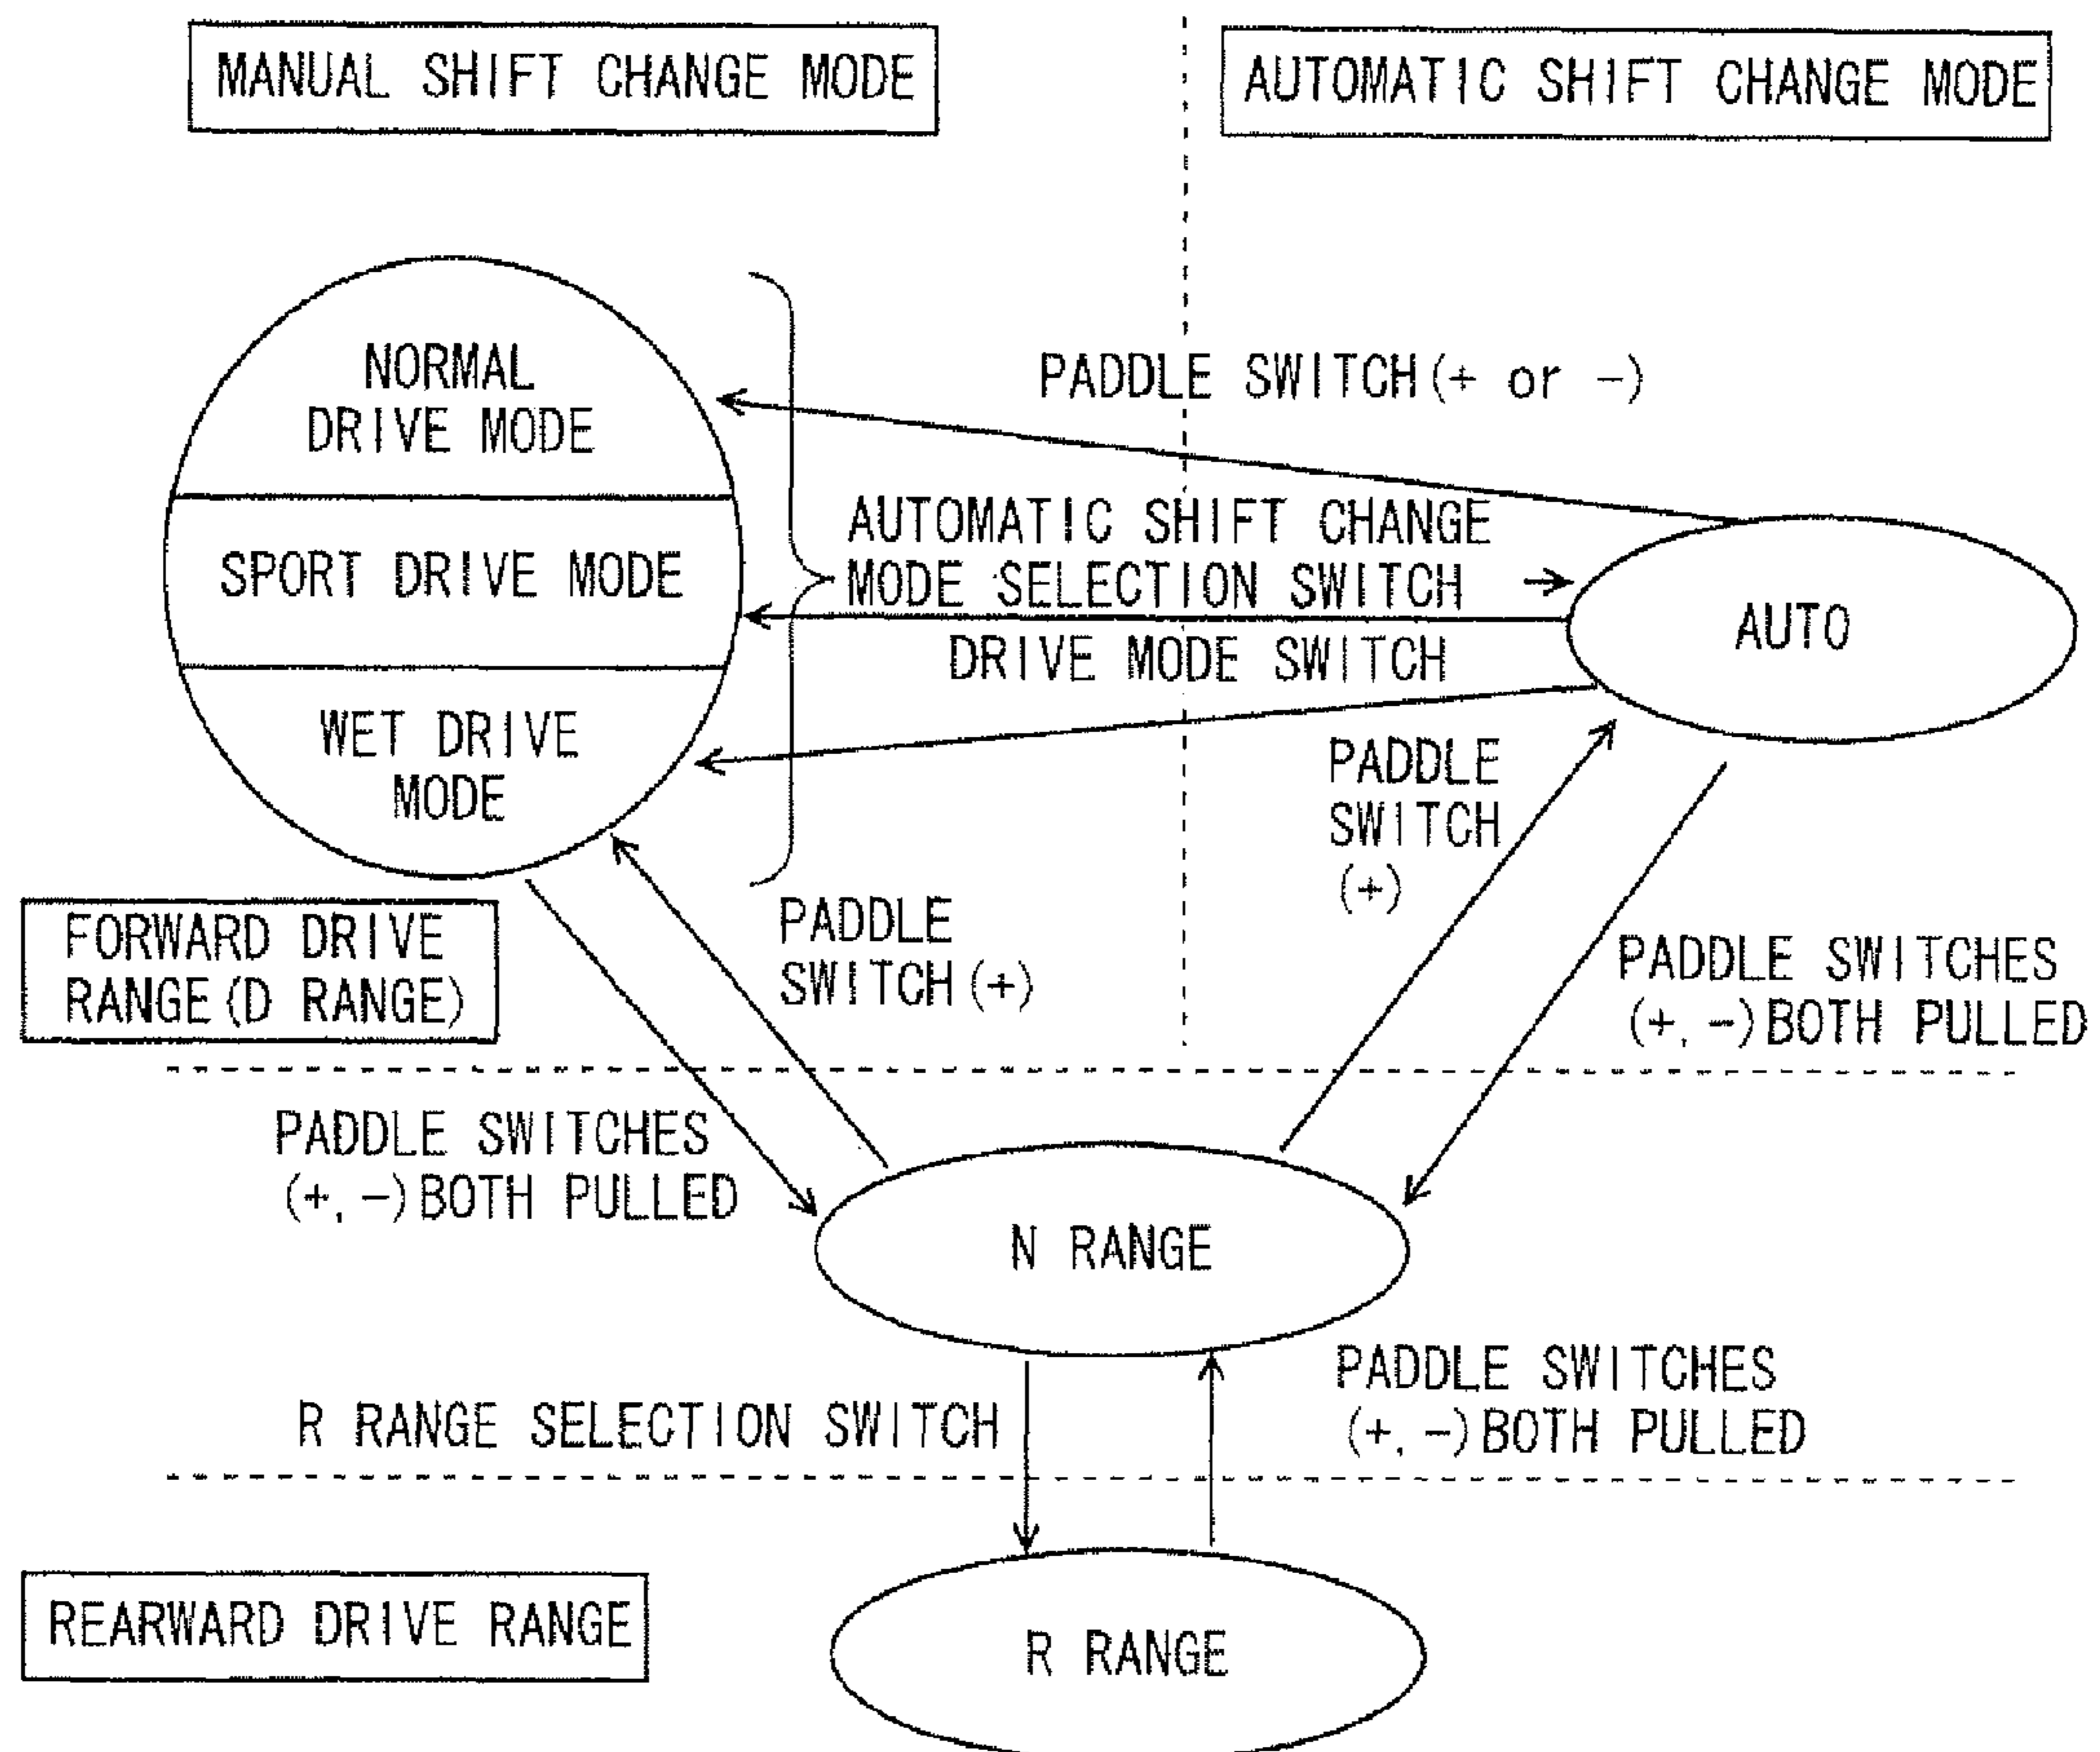 MANUAL SHIFT CHANGE MODE
AUTOMATIC SHIFT CHANGE MODE
NORMAL
DRIVE MODE
SPORT DRIVE MODE
WET DRIVE
MODE
PADDLE SWITCH(+ or −)
AUTOMATIC SHIFT CHANGE
MODE SELECTION SWITCH
DRIVE MODE SWITCH
AUTO
PADDLE
SWITCH
(+)
FORWARD DRIVE
RANGE(D RANGE)
PADDLE
SWITCH(+)
PADDLE SWITCHES
(+, −)BOTH PULLED
PADDLE SWITCHES
(+, −)BOTH PULLED
N RANGE
R RANGE SELECTION SWITCH
PADDLE SWITCHES
(+, −)BOTH PULLED
REARWARD DRIVE RANGE
R RANGE